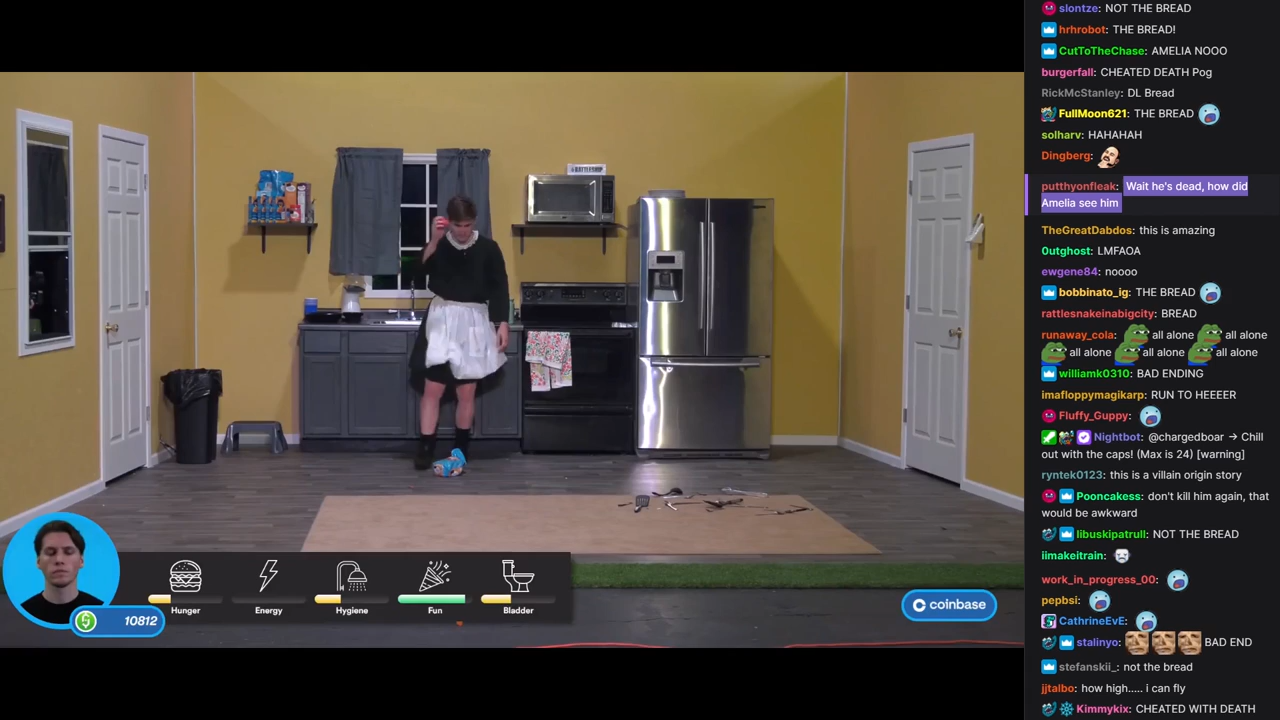 slontze: NOT THE BREAD
hrhrobot: THE BREAD!
CutToTheChase: AMELIA NOOO
burgerfall: CHEATED DEATH Pog
RickMcStanley: DL Bread
FullMoon621: THE BREAD
solharv: HAHAHAH
Dingberg:
putthyonfleak: Wait he's dead, how did
Amelia see him
TheGreatDabdos: this is amazing
0utghost: LMFAOA
ewgene84: noooo
bobbinato_ig: THE BREAD
rattlesnakeinabigcity: BREAD
runaway_cola: all alone all alone
all alone all alone all alone
williamk0310: BAD ENDING
imafloppymagikarp: RUN TO HEEEER
Fluffy_Guppy:
Nightbot: @chargedboar → Chill
out with the caps! (Max is 24) [warning]
ryntek0123: this is a villain origin story
Pooncakess: don't kill him again, that
would be awkward
libuskipatrull: NOT THE BREAD
iimakeitrain:
work_in_progress_00:
pepbsi:
CathrineEvE:
stalinyo: BAD END
stefanskii_: not the bread
jjtalbo: how high..... i can fly
Kimmykix: CHEATED WITH DEATH
BATTLESHIP
Hunger
Energy
Hygiene
Fun
Bladder
10812
coinbase